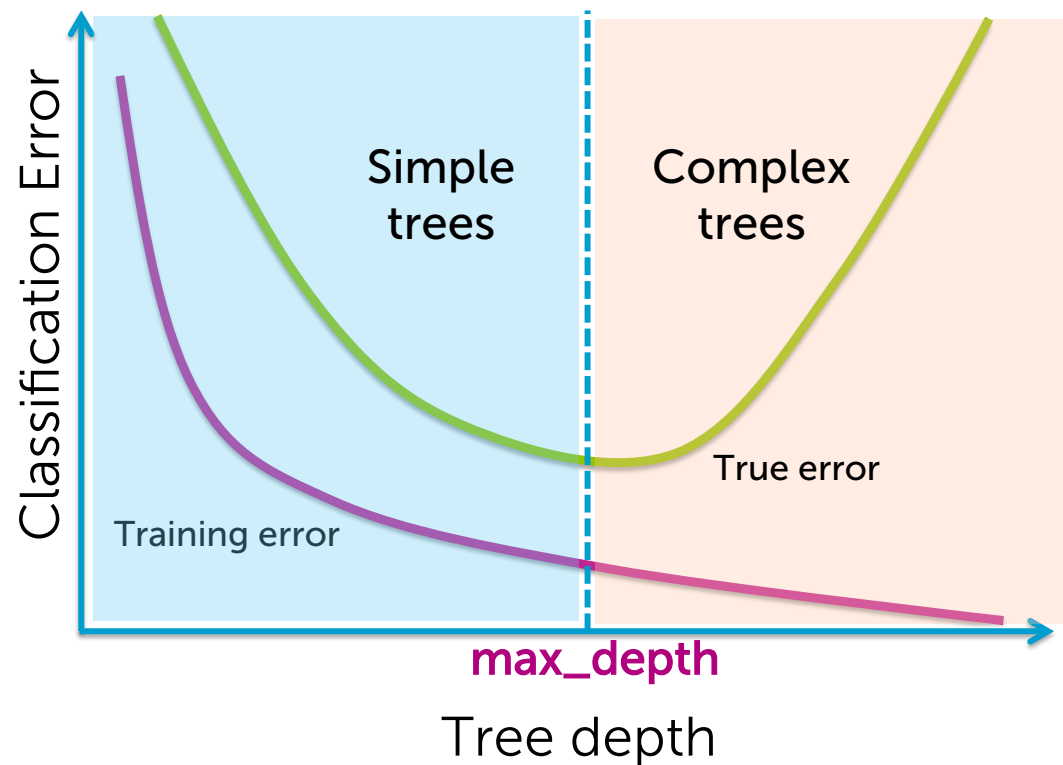 Classification Error
Simple
trees
Complex
trees
True error
Training error
max_depth
Tree depth